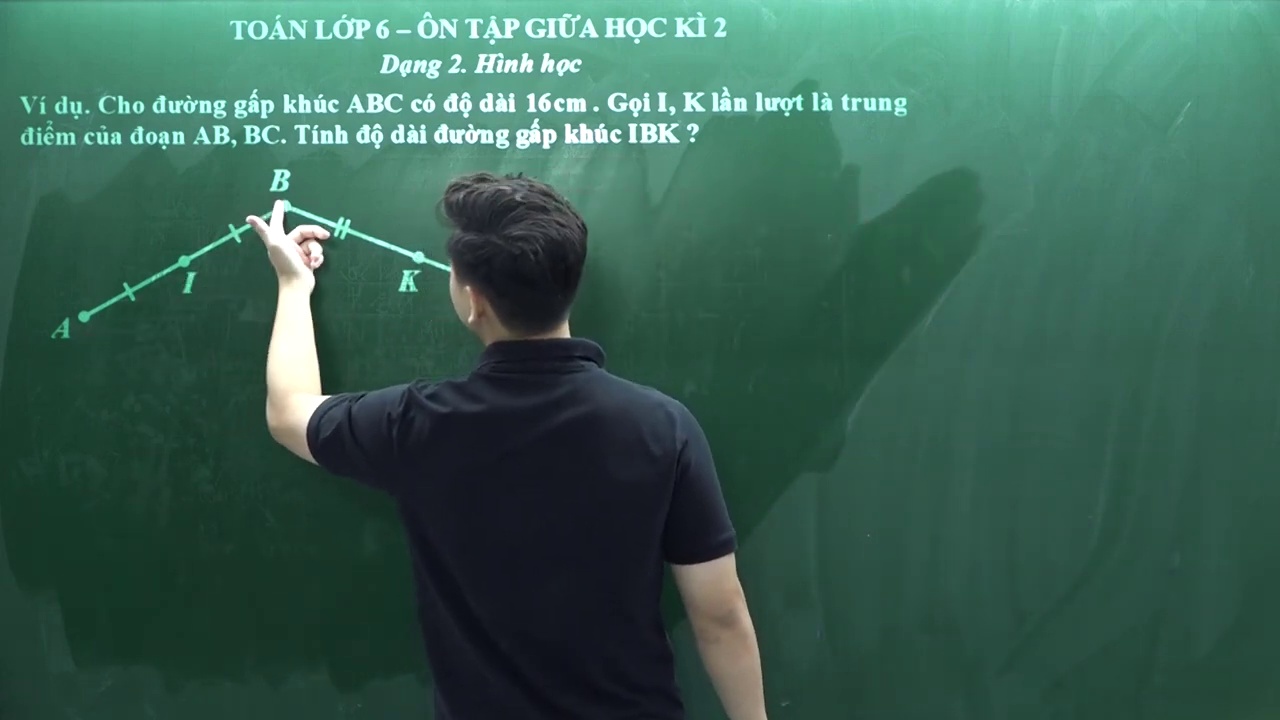 TOÁN LỚP 6 – ÔN TẬP GIỮA HỌC KÌ 2
Dạng 2. Hình học
Ví dụ. Cho đường gấp khúc ABC có độ dài 16cm . Gọi I, K lần lượt là trung
điểm của đoạn AB, BC. Tính độ dài đường gấp khúc IBK ?
B
I
K
A